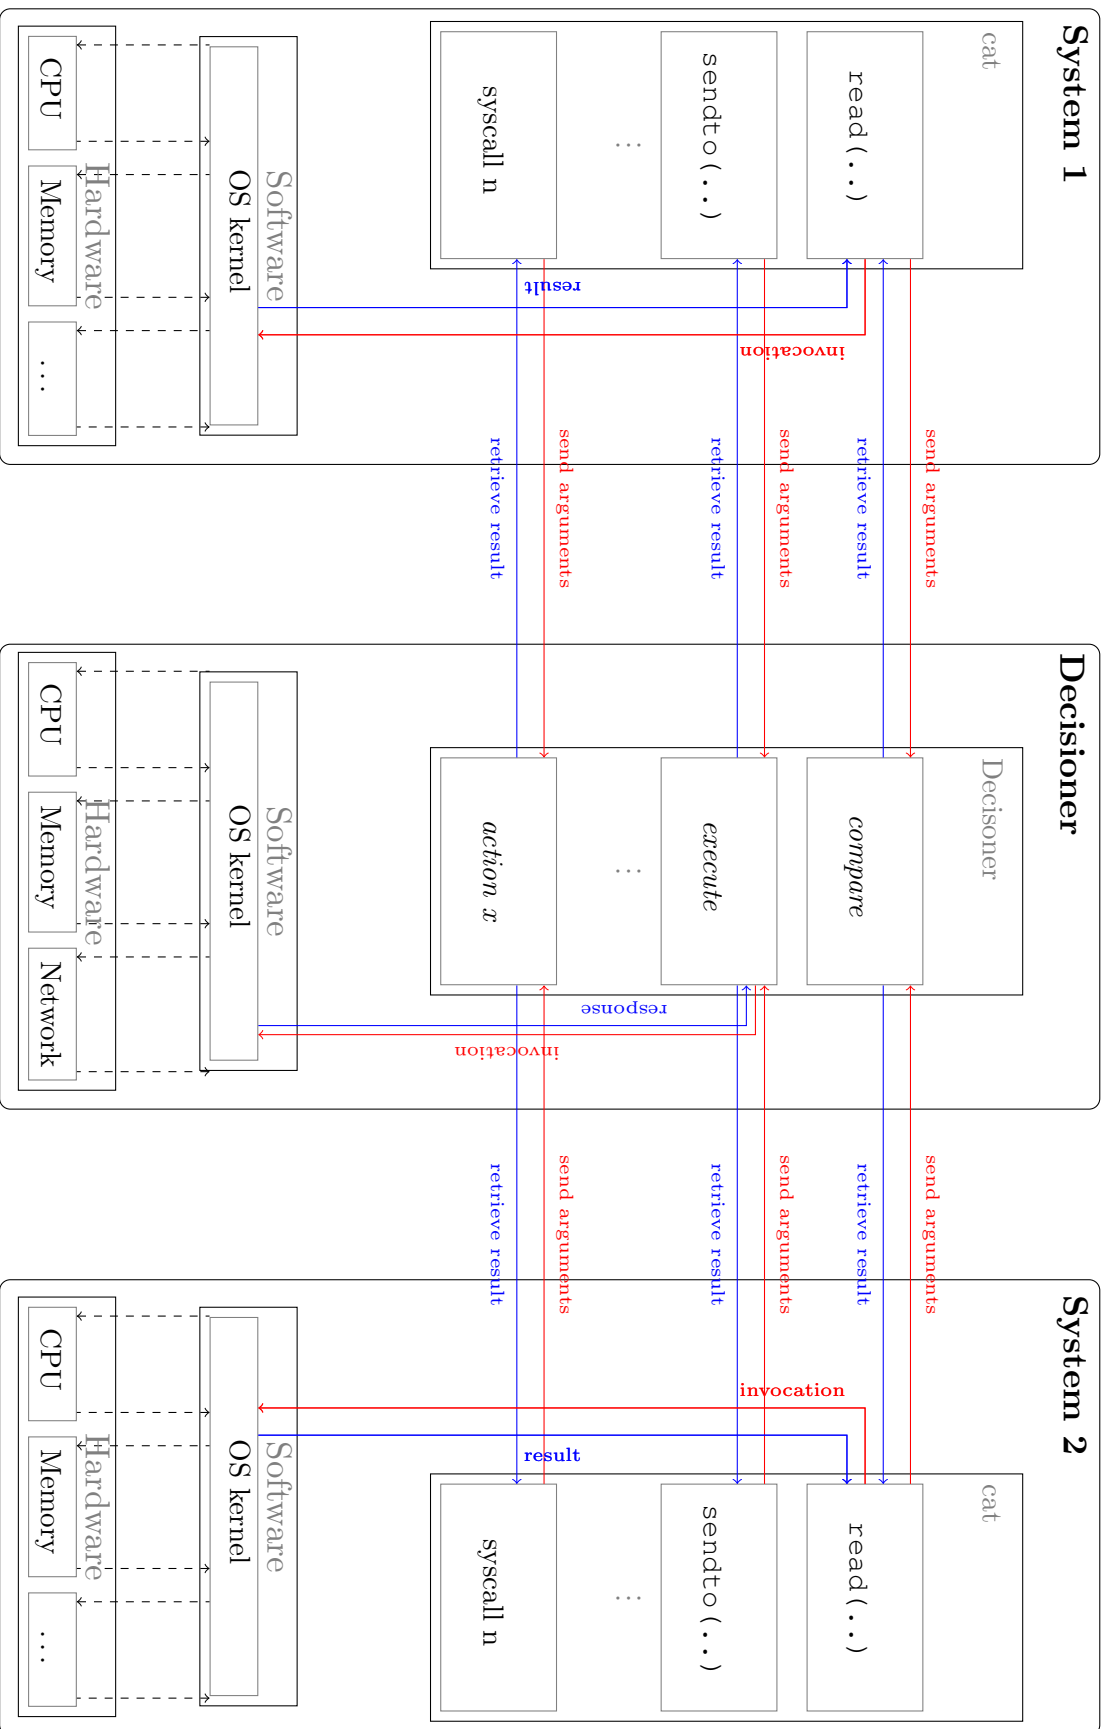 System 1
cat
read(..)
sendto(..)
...
syscall n
result
invocation
Software
OS kernel
Hardware
CPU
Memory
....
send arguments
retrieve result
send arguments
retrieve result
send arguments
retrieve result
Decisioner
Decisoner
compare
execute
...
action x
response
invocation
Software
OS kernel
Hardware
CPU
Memory
Network
send arguments
retrieve result
send arguments
retrieve result
send arguments
retrieve result
System 2
cat
read(..)
sendto(..)
...
syscall n
invocation
result
Software
OS kernel
Hardware
CPU
Memory
....